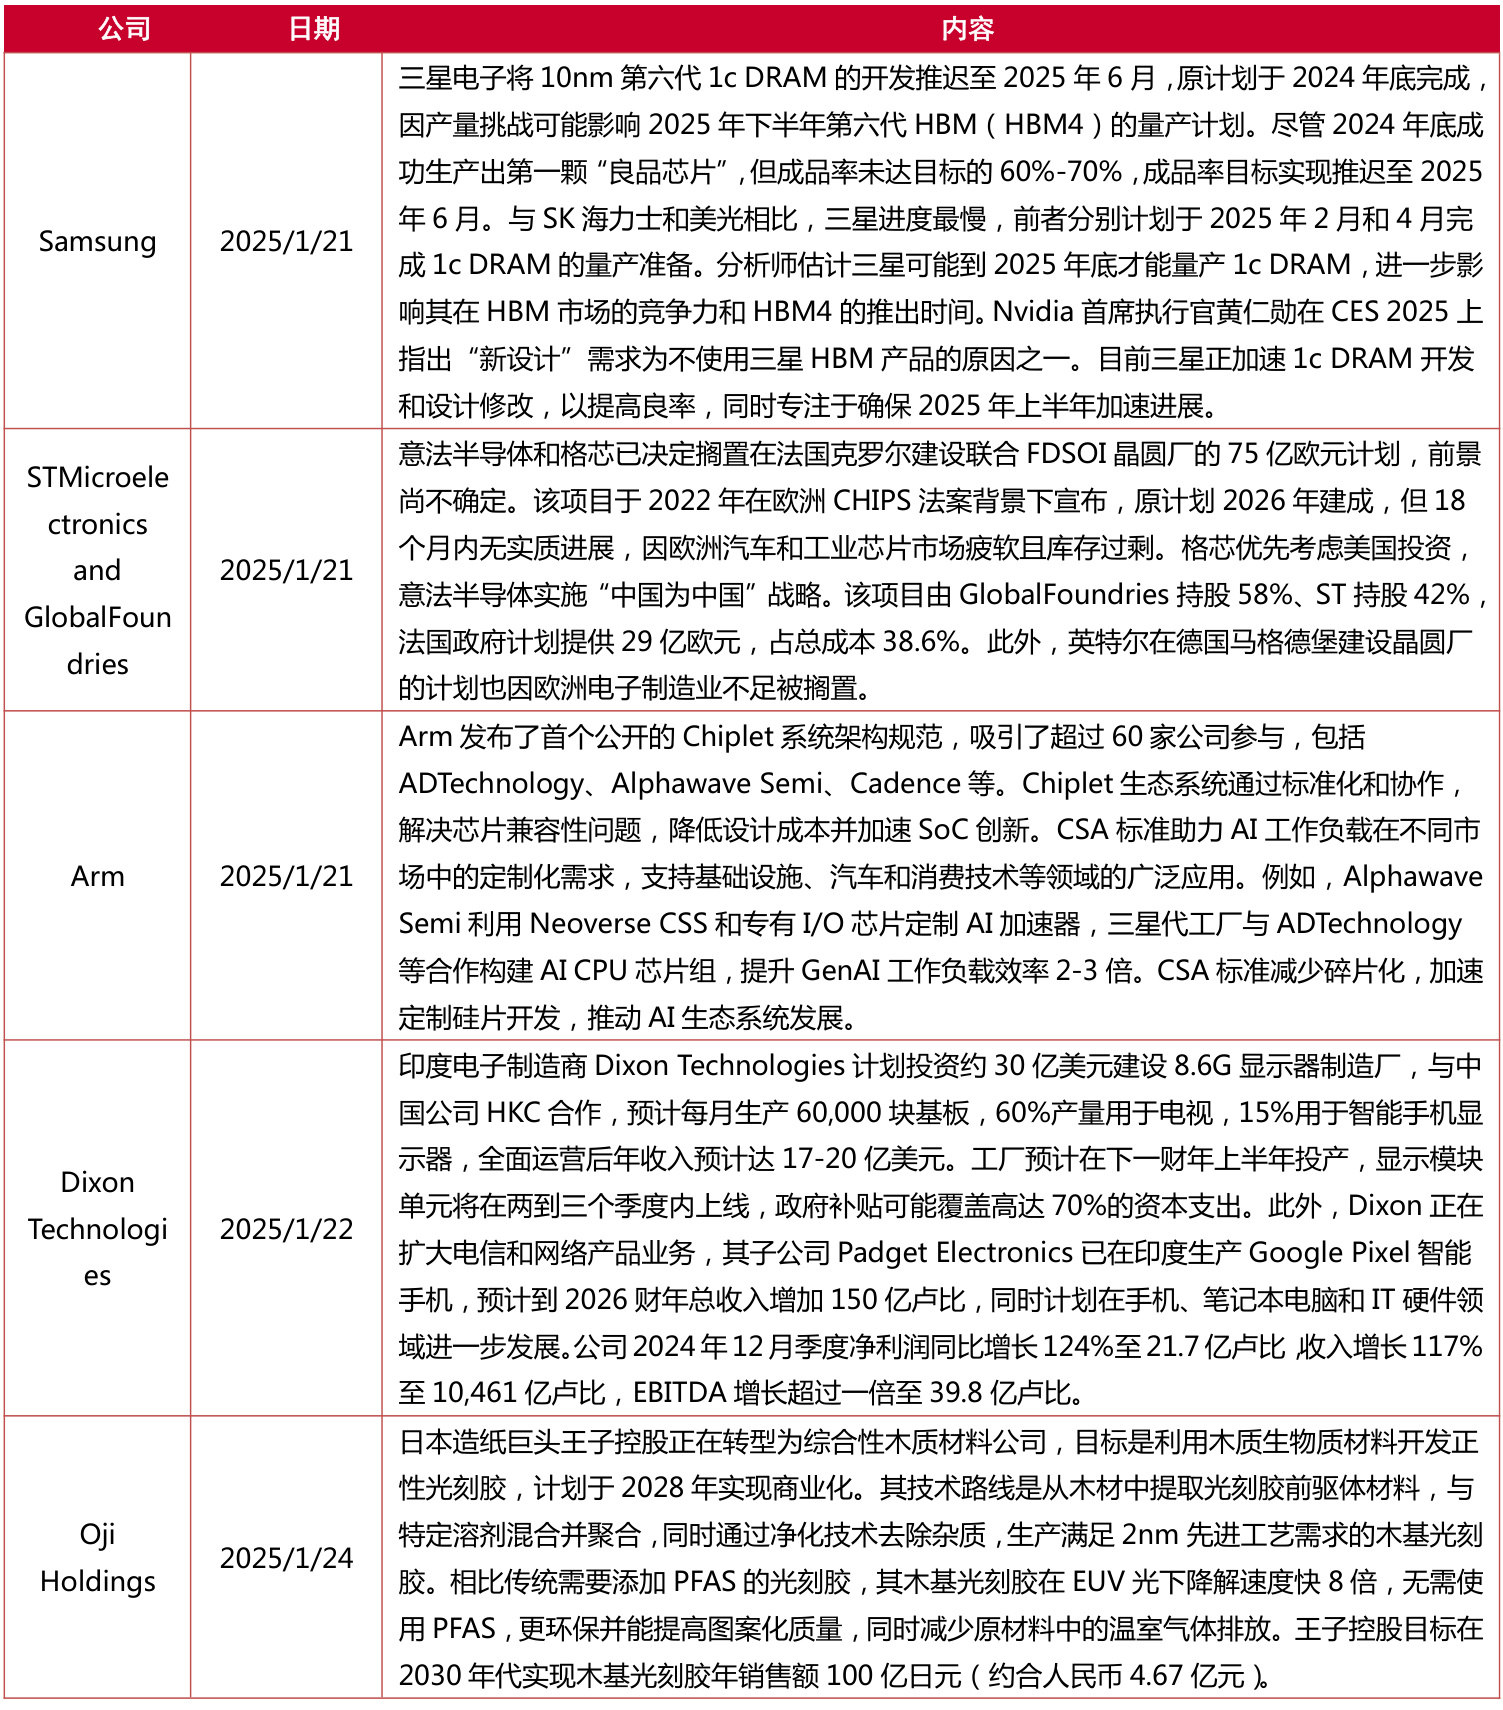 公司 日期 内容
Samsung
2025/1/21
三星电子将 10nm 第六代 1c DRAM 的开发推迟至 2025 年 6 月，原计划于 2024 年底完成，
因产量挑战可能影响 2025 年下半年第六代 HBM（HBM4）的量产计划。尽管 2024 年底成
功生产出第一颗“良品芯片”，但成品率未达目标的 60%-70%，成品率目标实现推迟至 2025
年 6 月。与 SK 海力士和美光相比，三星进度最慢，前者分别计划于 2025 年 2 月和 4 月完
成 1c DRAM 的量产准备。分析师估计三星可能到 2025 年底才能量产 1c DRAM，进一步影
响其在 HBM 市场的竞争力和 HBM4 的推出时间。Nvidia 首席执行官黄仁勋在 CES 2025 上
指出“新设计”需求为不使用三星 HBM 产品的原因之一。目前三星正加速 1c DRAM 开发
和设计修改，以提高良率，同时专注于确保 2025 年上半年加速进展。
STMicroele
ctronics
and
GlobalFoun
dries
2025/1/21
意法半导体和格芯已决定搁置在法国克罗尔建设联合 FDSOI 晶圆厂的 75 亿欧元计划，前景
尚不确定。该项目于 2022 年在欧洲 CHIPS 法案背景下宣布，原计划 2026 年建成，但 18
个月内无实质进展，因欧洲汽车和工业芯片市场疲软且库存过剩。格芯优先考虑美国投资，
意法半导体实施“中国为中国”战略。该项目由 GlobalFoundries 持股 58%、ST 持股 42%，
法国政府计划提供 29 亿欧元，占总成本 38.6%。此外，英特尔在德国马格德堡建设晶圆厂
的计划也因欧洲电子制造业不足被搁置。
Arm
2025/1/21
Arm 发布了首个公开的 Chiplet 系统架构规范，吸引了超过 60 家公司参与，包括
ADTechnology、Alphawave Semi、Cadence 等。Chiplet 生态系统通过标准化和协作，
解决芯片兼容性问题，降低设计成本并加速 SoC 创新。CSA 标准助力 AI 工作负载在不同市
场中的定制化需求，支持基础设施、汽车和消费技术等领域的广泛应用。例如，Alphawave
Semi 利用 Neoverse CSS 和专有 I/O 芯片定制 AI 加速器，三星代工厂与 ADTechnology
等合作构建 AI CPU 芯片组，提升 GenAI 工作负载效率 2-3 倍。CSA 标准减少碎片化，加速
定制硅片开发，推动 AI 生态系统发展。
Dixon
Technologi
es
2025/1/22
印度电子制造商 Dixon Technologies 计划投资约 30 亿美元建设 8.6G 显示器制造厂，与中
国公司 HKC 合作，预计每月生产 60,000 块基板，60%产量用于电视，15%用于智能手机显
示器，全面运营后年收入预计达 17-20 亿美元。工厂预计在下一财年上半年投产，显示模块
单元将在两到三个季度内上线，政府补贴可能覆盖高达 70%的资本支出。此外，Dixon 正在
扩大电信和网络产品业务，其子公司 Padget Electronics 已在印度生产 Google Pixel 智能
手机，预计到 2026 财年总收入增加 150 亿卢比，同时计划在手机、笔记本电脑和 IT 硬件领
域进一步发展。公司 2024 年 12 月季度净利润同比增长 124%至 21.7 亿卢比，收入增长 117%
至 10,461 亿卢比，EBITDA 增长超过一倍至 39.8 亿卢比。
Oji
Holdings
2025/1/24
日本造纸巨头王子控股正在转型为综合性木质材料公司，目标是利用木质生物质材料开发正
性光刻胶，计划于 2028 年实现商业化。其技术路线是从木材中提取光刻胶前驱体材料，与
特定溶剂混合并聚合，同时通过净化技术去除杂质，生产满足 2nm 先进工艺需求的木基光刻
胶。相比传统需要添加 PFAS 的光刻胶，其木基光刻胶在 EUV 光下降解速度快 8 倍，无需使
用 PFAS，更环保并能提高图案化质量，同时减少原材料中的温室气体排放。王子控股目标在
2030 年代实现木基光刻胶年销售额 100 亿日元（约合人民币 4.67 亿元）。